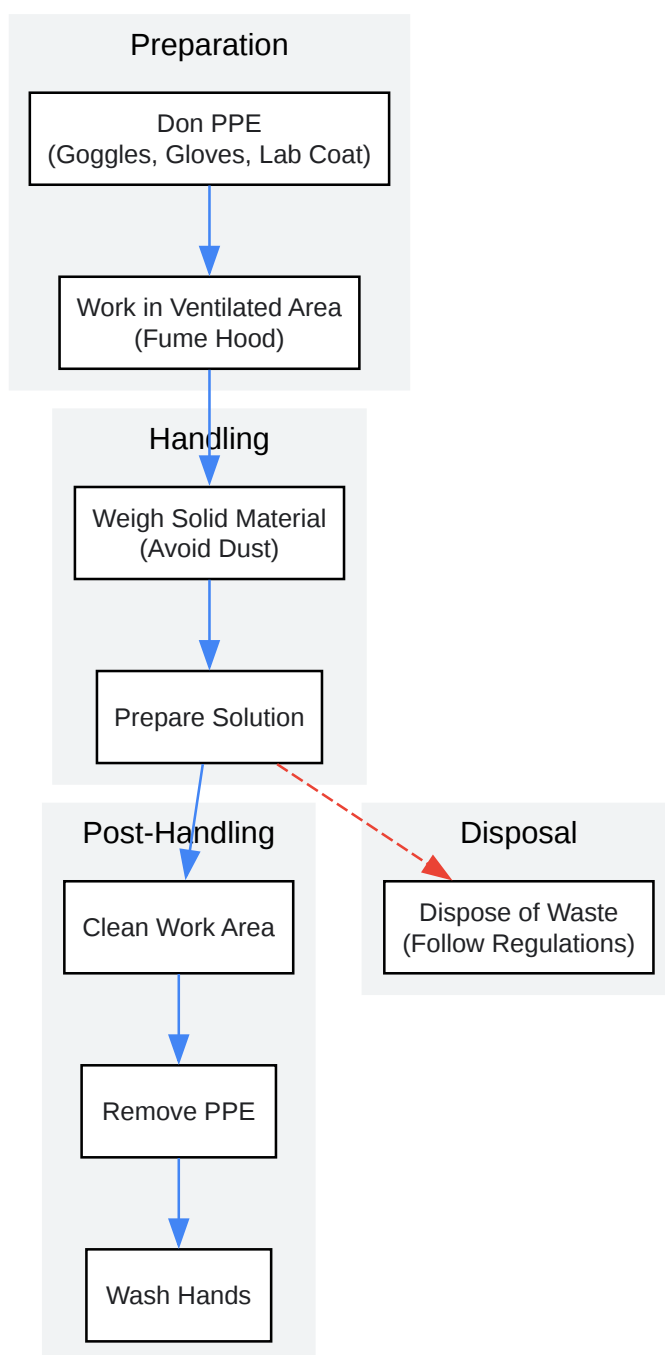 Preparation
Don PPE
(Goggles, Gloves, Lab Coat)
Work in Ventilated Area
(Fume Hood)
Handling
Weigh Solid Material
(Avoid Dust)
Prepare Solution
Post-Handling
Clean Work Area
Remove PPE
Wash Hands
Disposal
Dispose of Waste
(Follow Regulations)